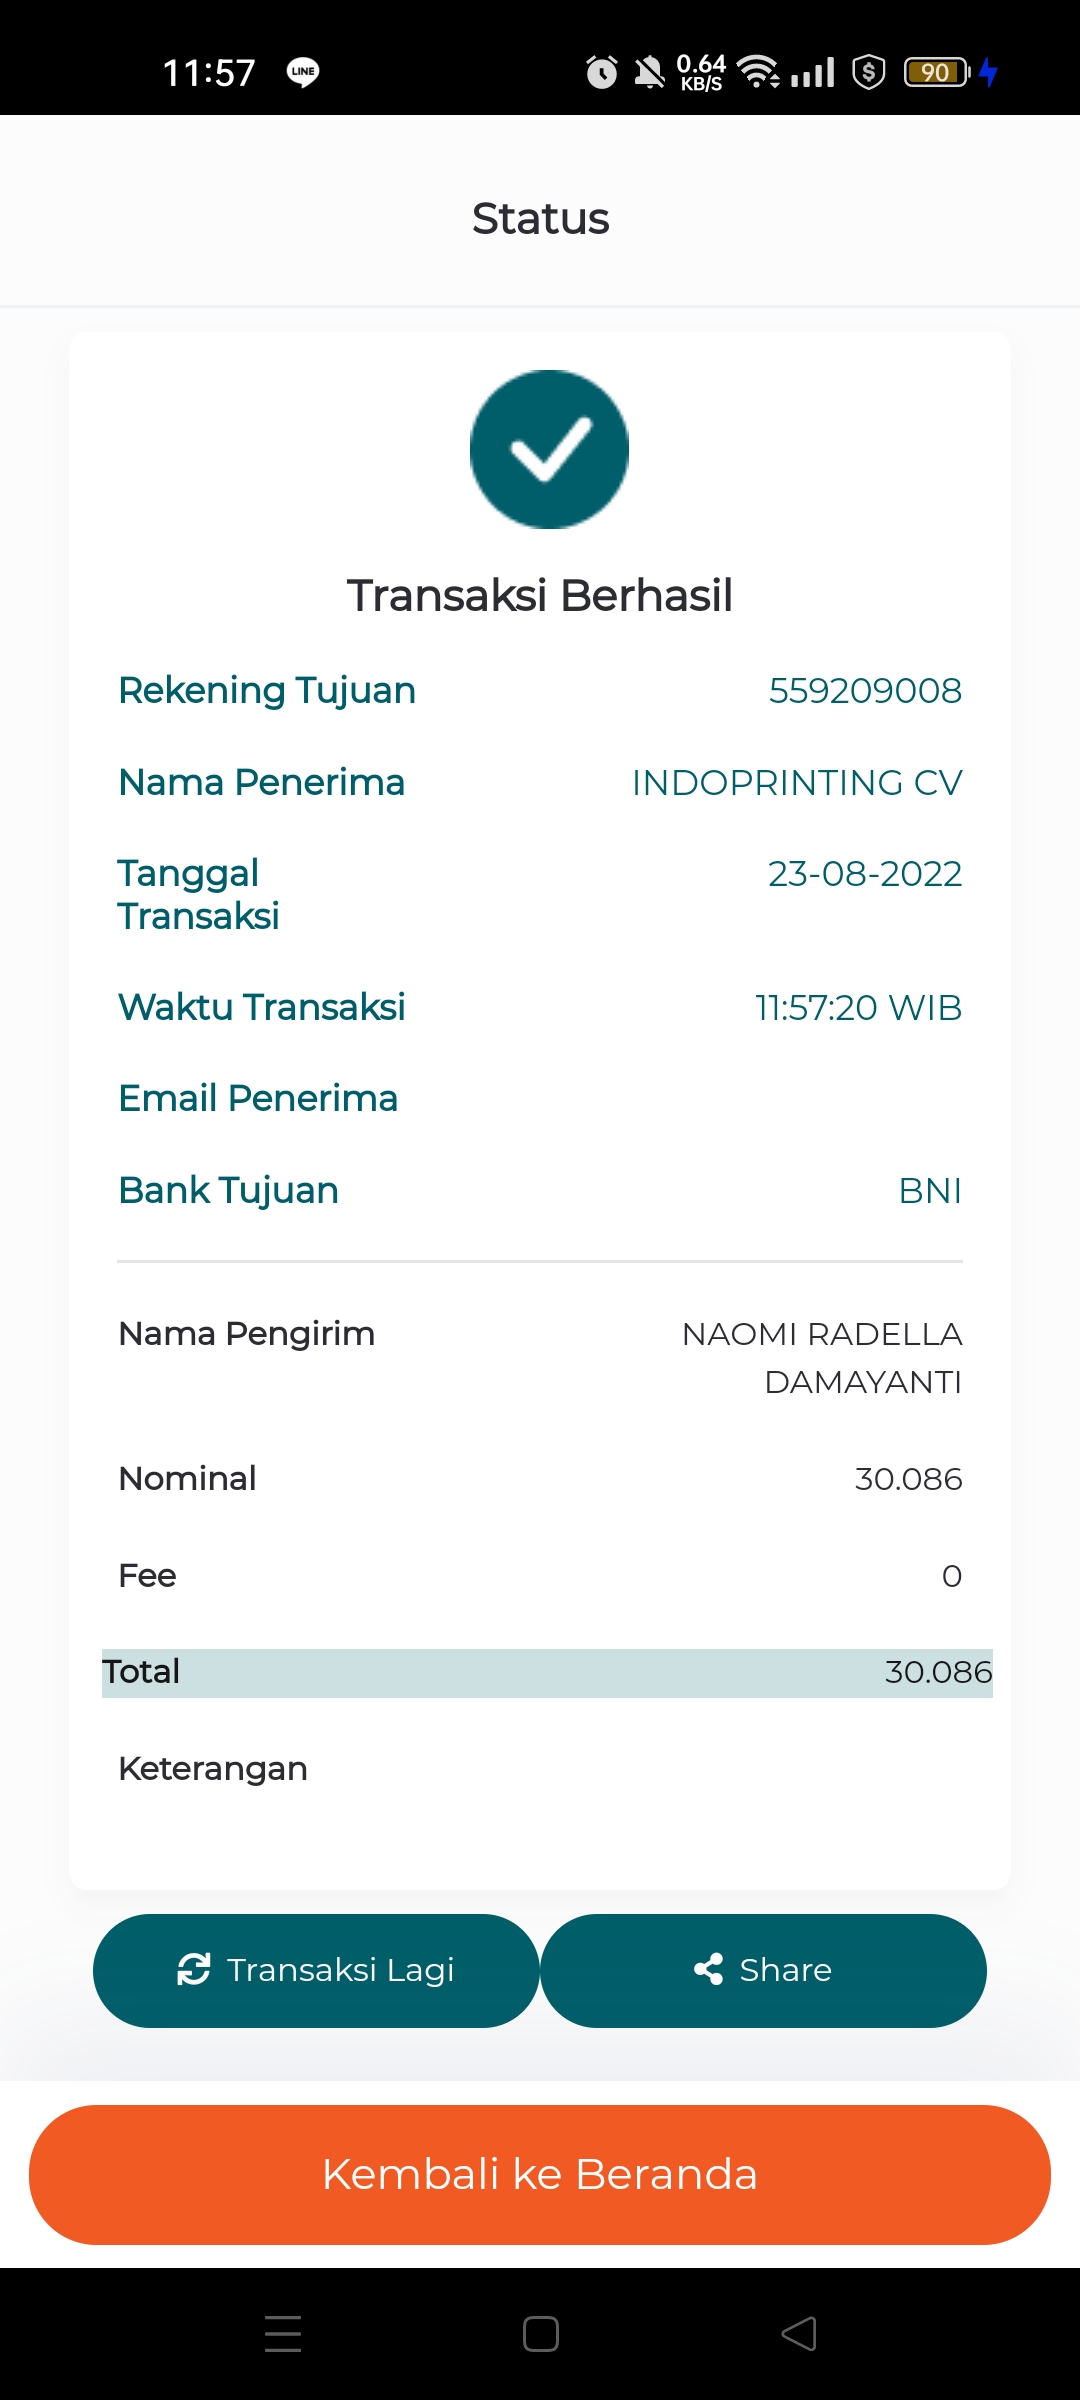 11:57
LINE
0.64
KB/S
$
90
Status
Transaksi Berhasil
Rekening Tujuan 559209008
Nama Penerima INDOPRINTING CV
Tanggal 23-08-2022
Transaksi
Waktu Transaksi 11:57:20 WIB
Email Penerima
Bank Tujuan BNI
Nama Pengirim NAOMI RADELLA
DAMAYANTI
Nominal 30.086
Fee 0
Total 30.086
Keterangan
Transaksi Lagi Share
Kembali ke Beranda